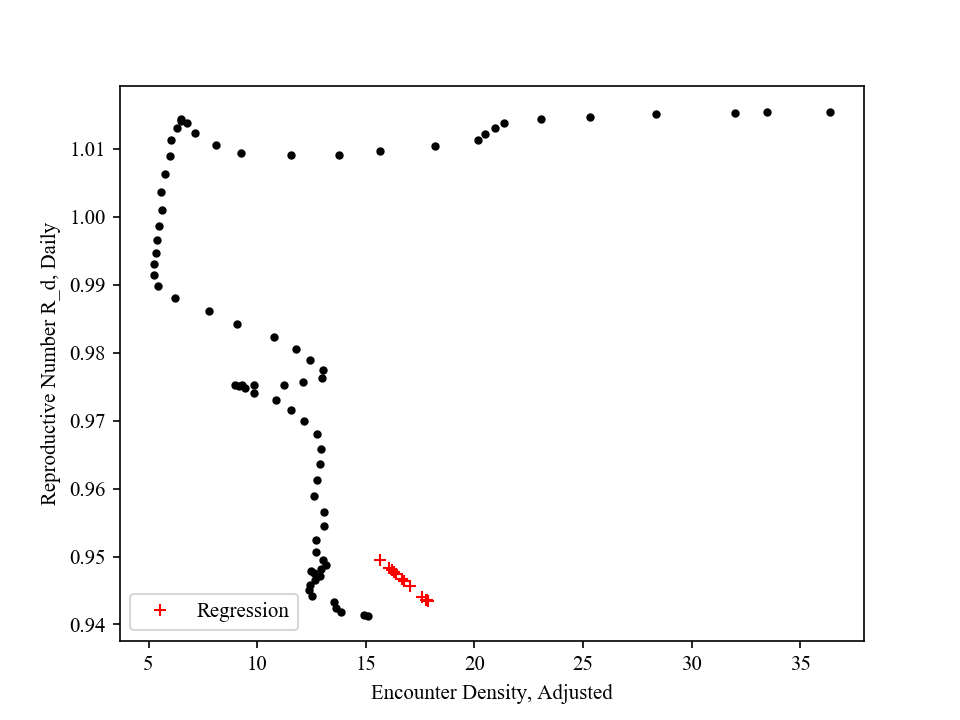 1.01
1.00
0.99
0.98
0.97
0.96
0.95
0.94
Reproductive Number R_d, Daily
Regression
5 10 15 20 25 30 35
Encounter Density, Adjusted